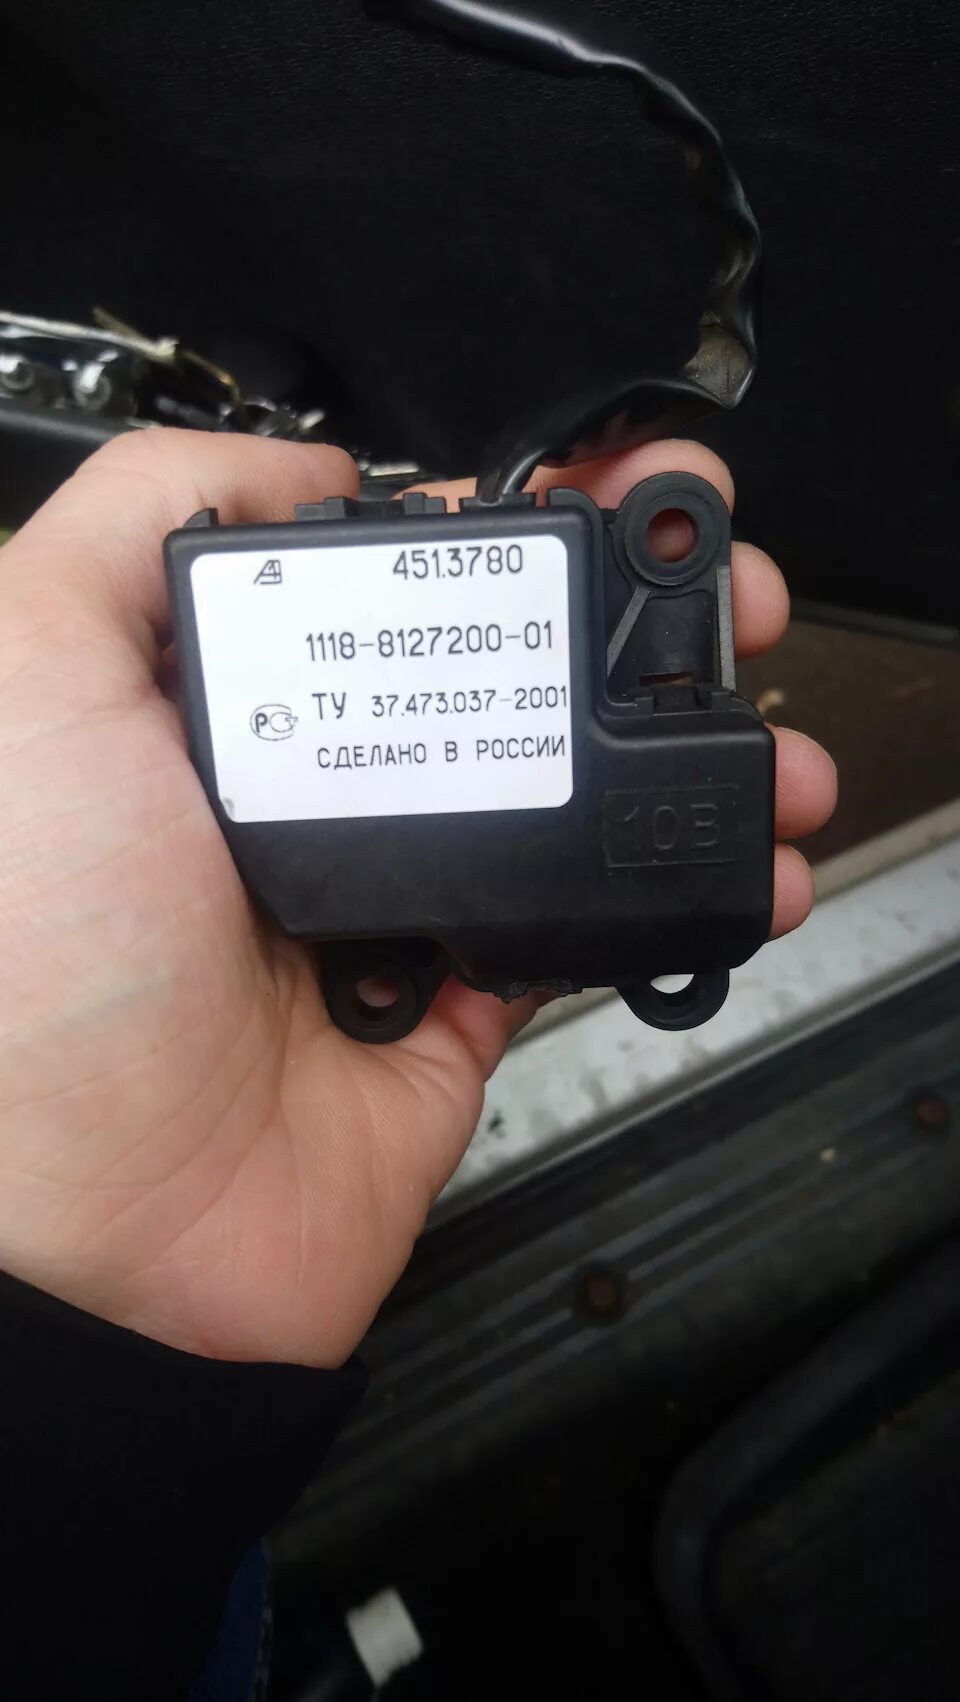 451.3780
1118-8127200-01
ТУ 37.473.037-2001
СДЕЛАНО В РОССИИ
10В